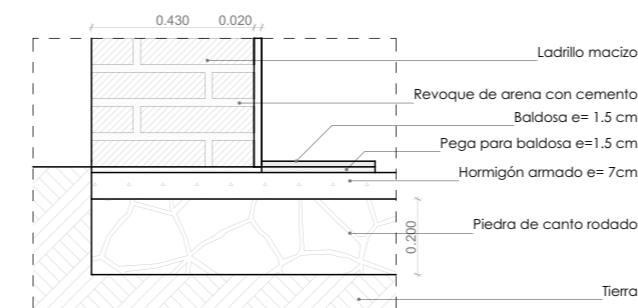 0.430 0.020
Ladrillo macizo
Revoque de arena con cemento
Baldosa e= 1.5 cm
Pega para baldosa e=1.5 cm
Hormigón armado e= 7cm
Piedra de canto rodado
0.200
Tierra